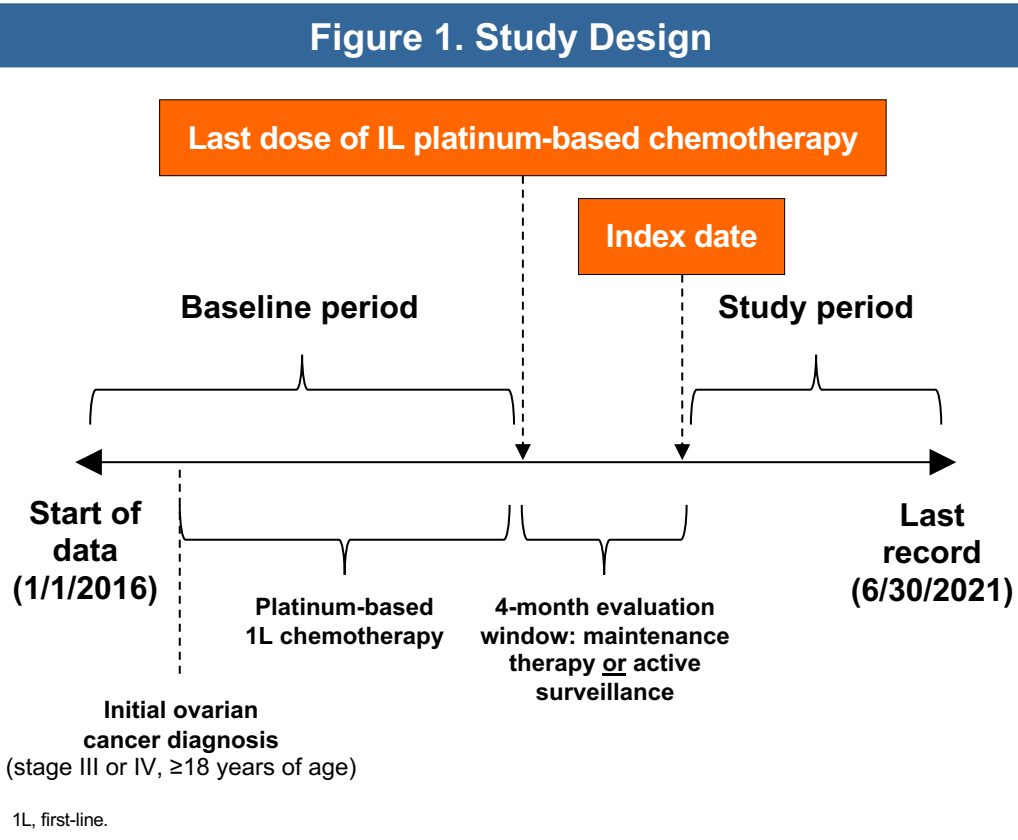 Figure 1. Study Design
Last dose of IL platinum-based chemotherapy
Index date
Baseline period
Study period
Start of
data
(1/1/2016)
Last
record
(6/30/2021)
Platinum-based
1L chemotherapy
4-month evaluation
window: maintenance
therapy or active
surveillance
Initial ovarian
cancer diagnosis
(stage III or IV, ≥18 years of age)
1L, first-line.